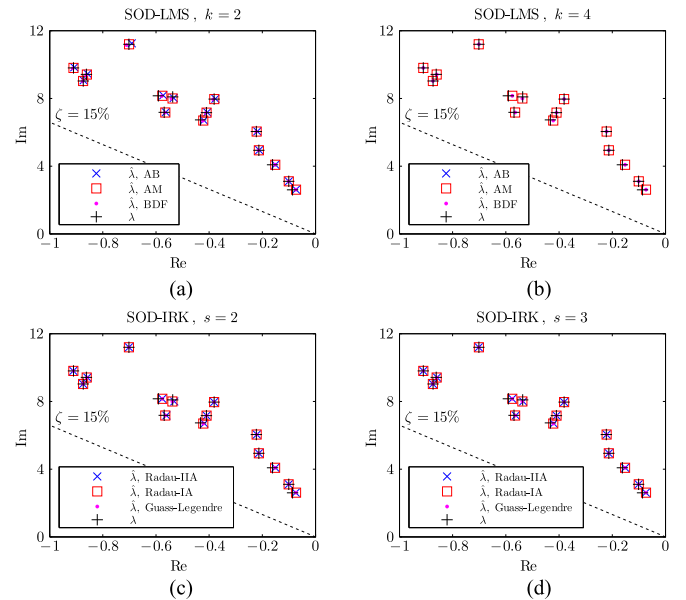 SOD-LMS , k = 2
12
8
4
0
Im
ζ = 15%
λ̂, AB
λ̂, AM
λ̂, BDF
λ
−1 −0.8 −0.6 −0.4 −0.2 0
Re
(a)
SOD-LMS , k = 4
12
8
4
0
Im
ζ = 15%
λ̂, AB
λ̂, AM
λ̂, BDF
λ
−1 −0.8 −0.6 −0.4 −0.2 0
Re
(b)
SOD-IRK , s = 2
12
8
4
0
Im
ζ = 15%
λ̂, Radau-IIA
λ̂, Radau-IA
λ̂, Guass-Legendre
λ
−1 −0.8 −0.6 −0.4 −0.2 0
Re
(c)
SOD-IRK , s = 3
12
8
4
0
Im
ζ = 15%
λ̂, Radau-IIA
λ̂, Radau-IA
λ̂, Guass-Legendre
λ
−1 −0.8 −0.6 −0.4 −0.2 0
Re
(d)